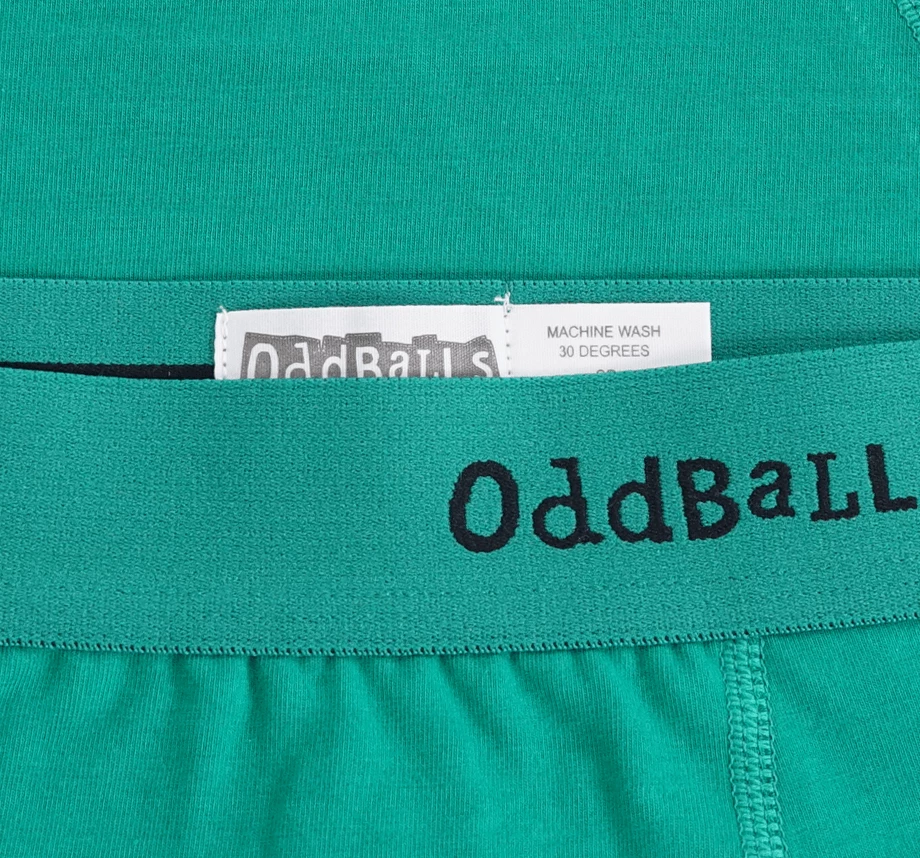 OddBaLLs
MACHINE WASH
30 DEGREES
OddBaLL